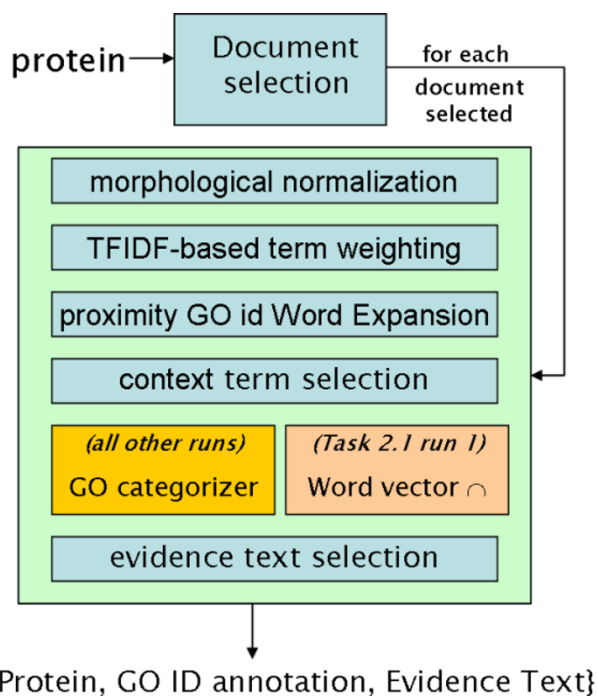 protein
Document
selection
for each
document
selected
morphological normalization
TFIDF-based term weighting
proximity GO id Word Expansion
context term selection
(all other runs)
GO categorizer
(Task 2.1 run 1)
Word vector ∩
evidence text selection
Protein, GO ID annotation, Evidence Text}